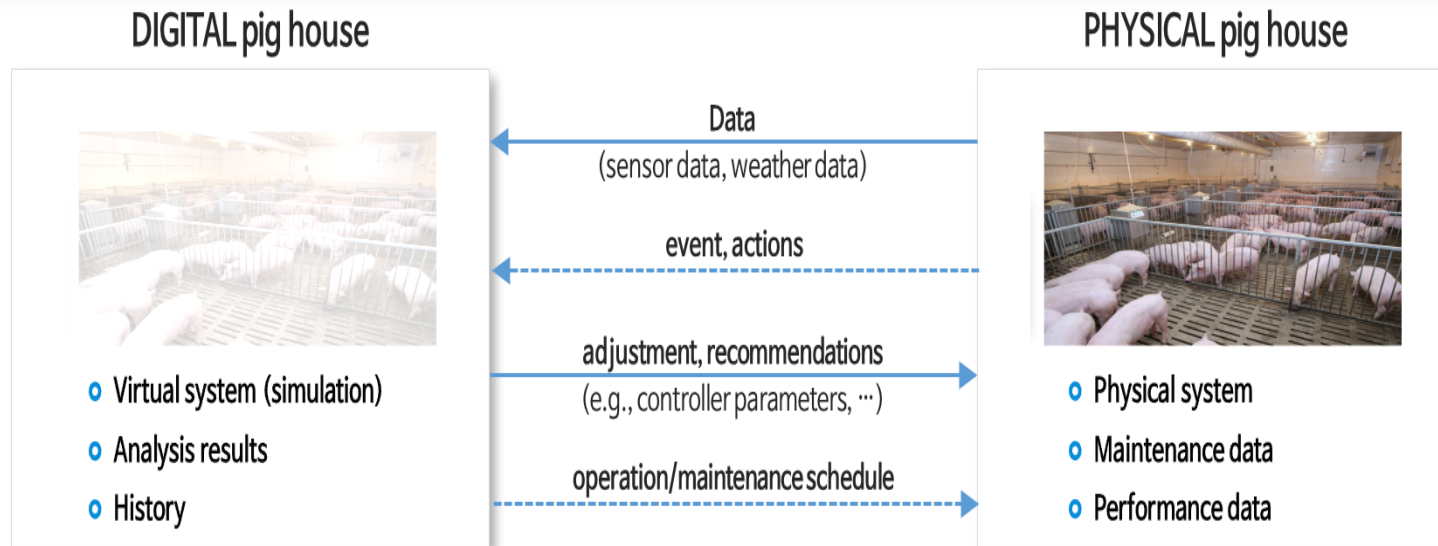 DIGITAL pig house
PHYSICAL pig house
Data
(sensor data, weather data)
event, actions
adjustment, recommendations
(e.g., controller parameters, ···)
operation/maintenance schedule
Virtual system (simulation)
Analysis results
History
Physical system
Maintenance data
Performance data